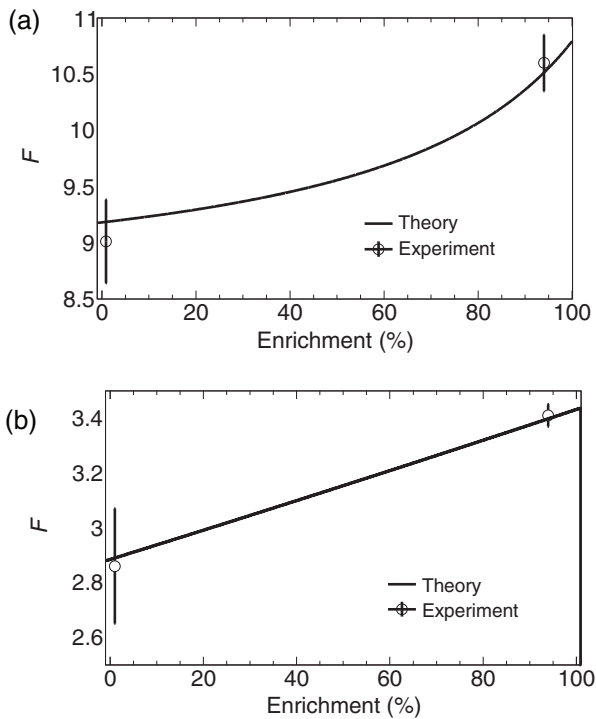 (a)
11
10.5
10
9.5
9
8.5
F
Theory
Experiment
0 20 40 60 80 100
Enrichment (%)
(b)
3.4
3.2
3
2.8
2.6
F
Theory
Experiment
0 20 40 60 80 100
Enrichment (%)